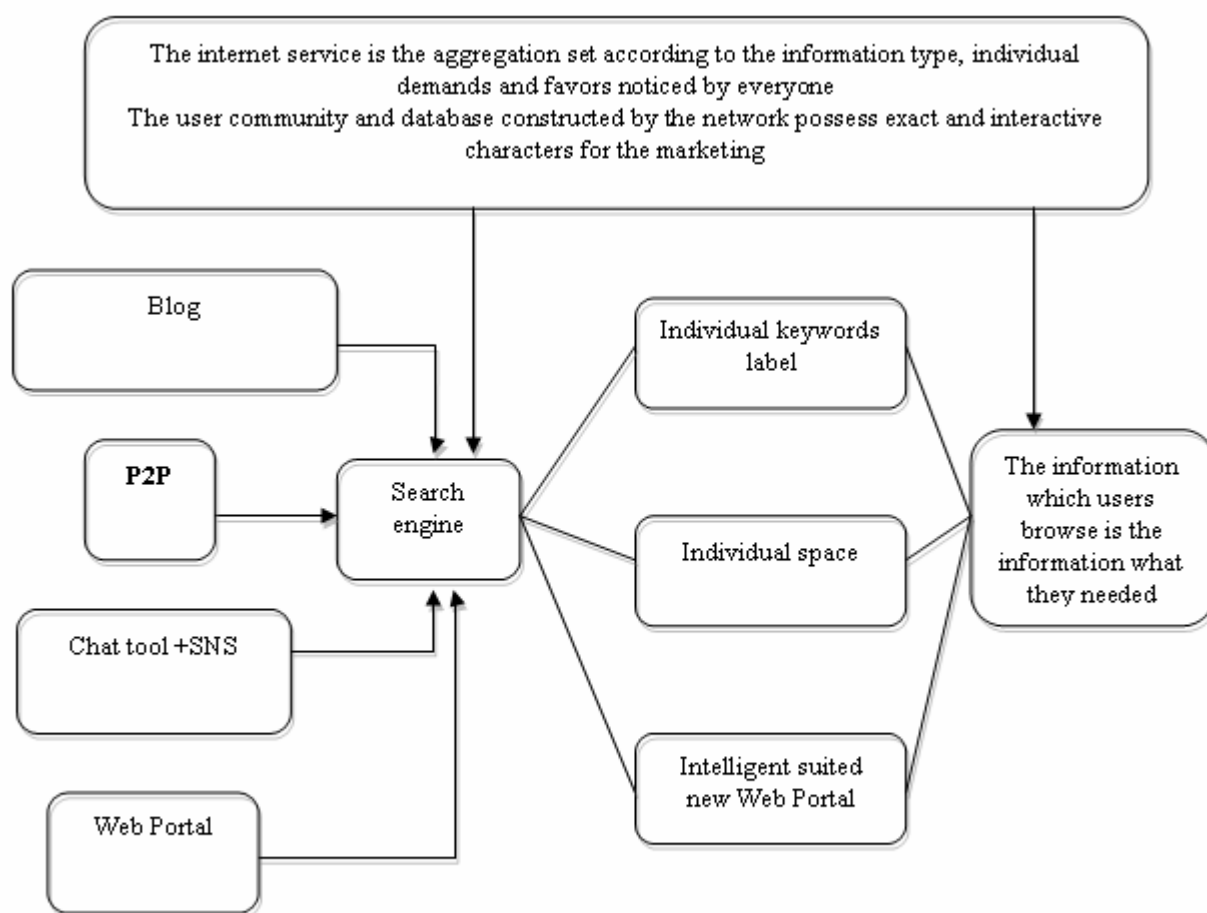 The internet service is the aggregation set according to the information type, individual
demands and favors noticed by everyone
The user community and database constructed by the network possess exact and interactive
characters for the marketing
Blog
P2P
Chat tool +SNS
Web Portal
Search
engine
Individual keywords
label
Individual space
Intelligent suited
new Web Portal
The information
which users
browse is the
information what
they needed